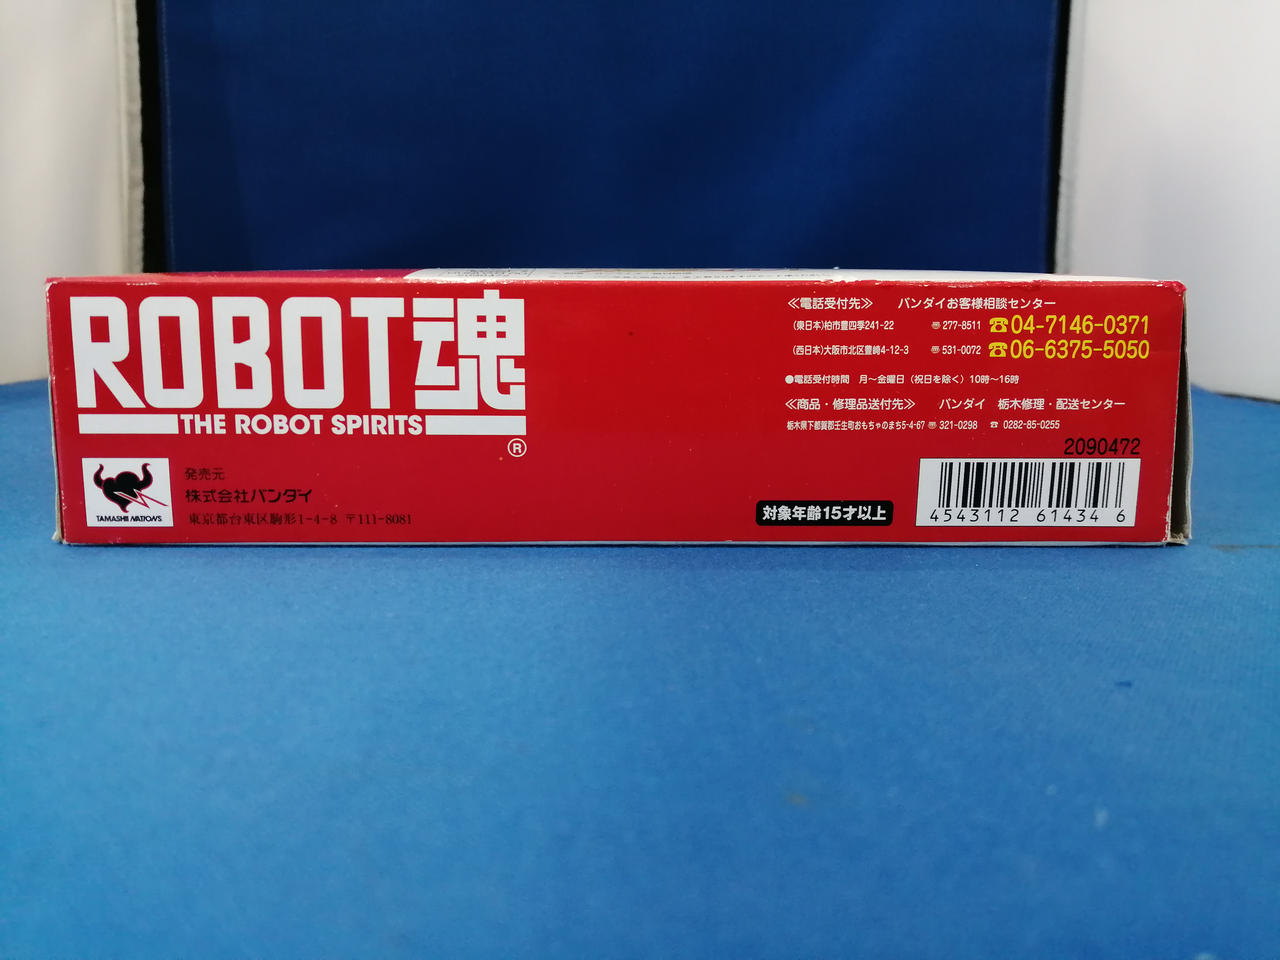 ROBOT魂
THE ROBOT SPIRITS
®
TAMASHII NATIONS
発売元
株式会社バンダイ
東京都台東区駒形1-4-8 〒111-8081
≪電話受付先≫ バンダイお客様相談センター
(東日本)柏市豊四季241-22 〠277-8511 ☎04-7146-0371
(西日本)大阪市北区豊崎4-12-3 〠531-0072 ☎06-6375-5050
●電話受付時間 月〜金曜日（祝日を除く）10時〜16時
≪商品・修理品送付先≫ バンダイ 栃木修理・配送センター
栃木県下都賀郡壬生町おもちゃのまち5-4-67 〠321-0298 ☎0282-85-0255
2090472
対象年齢15才以上
4543112 61434 6